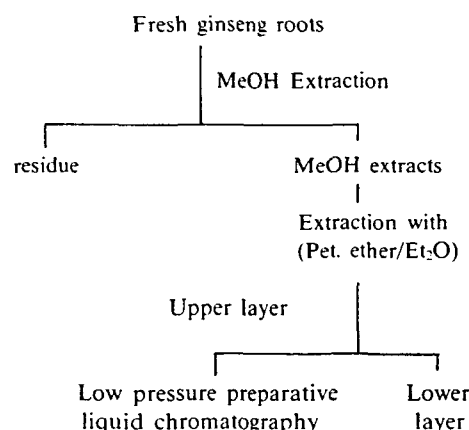 Fresh ginseng roots
MeOH Extraction
residue
MeOH extracts
Extraction with
(Pet. ether/Et₂O)
Upper layer
Low pressure preparative
liquid chromatography
Lower
layer